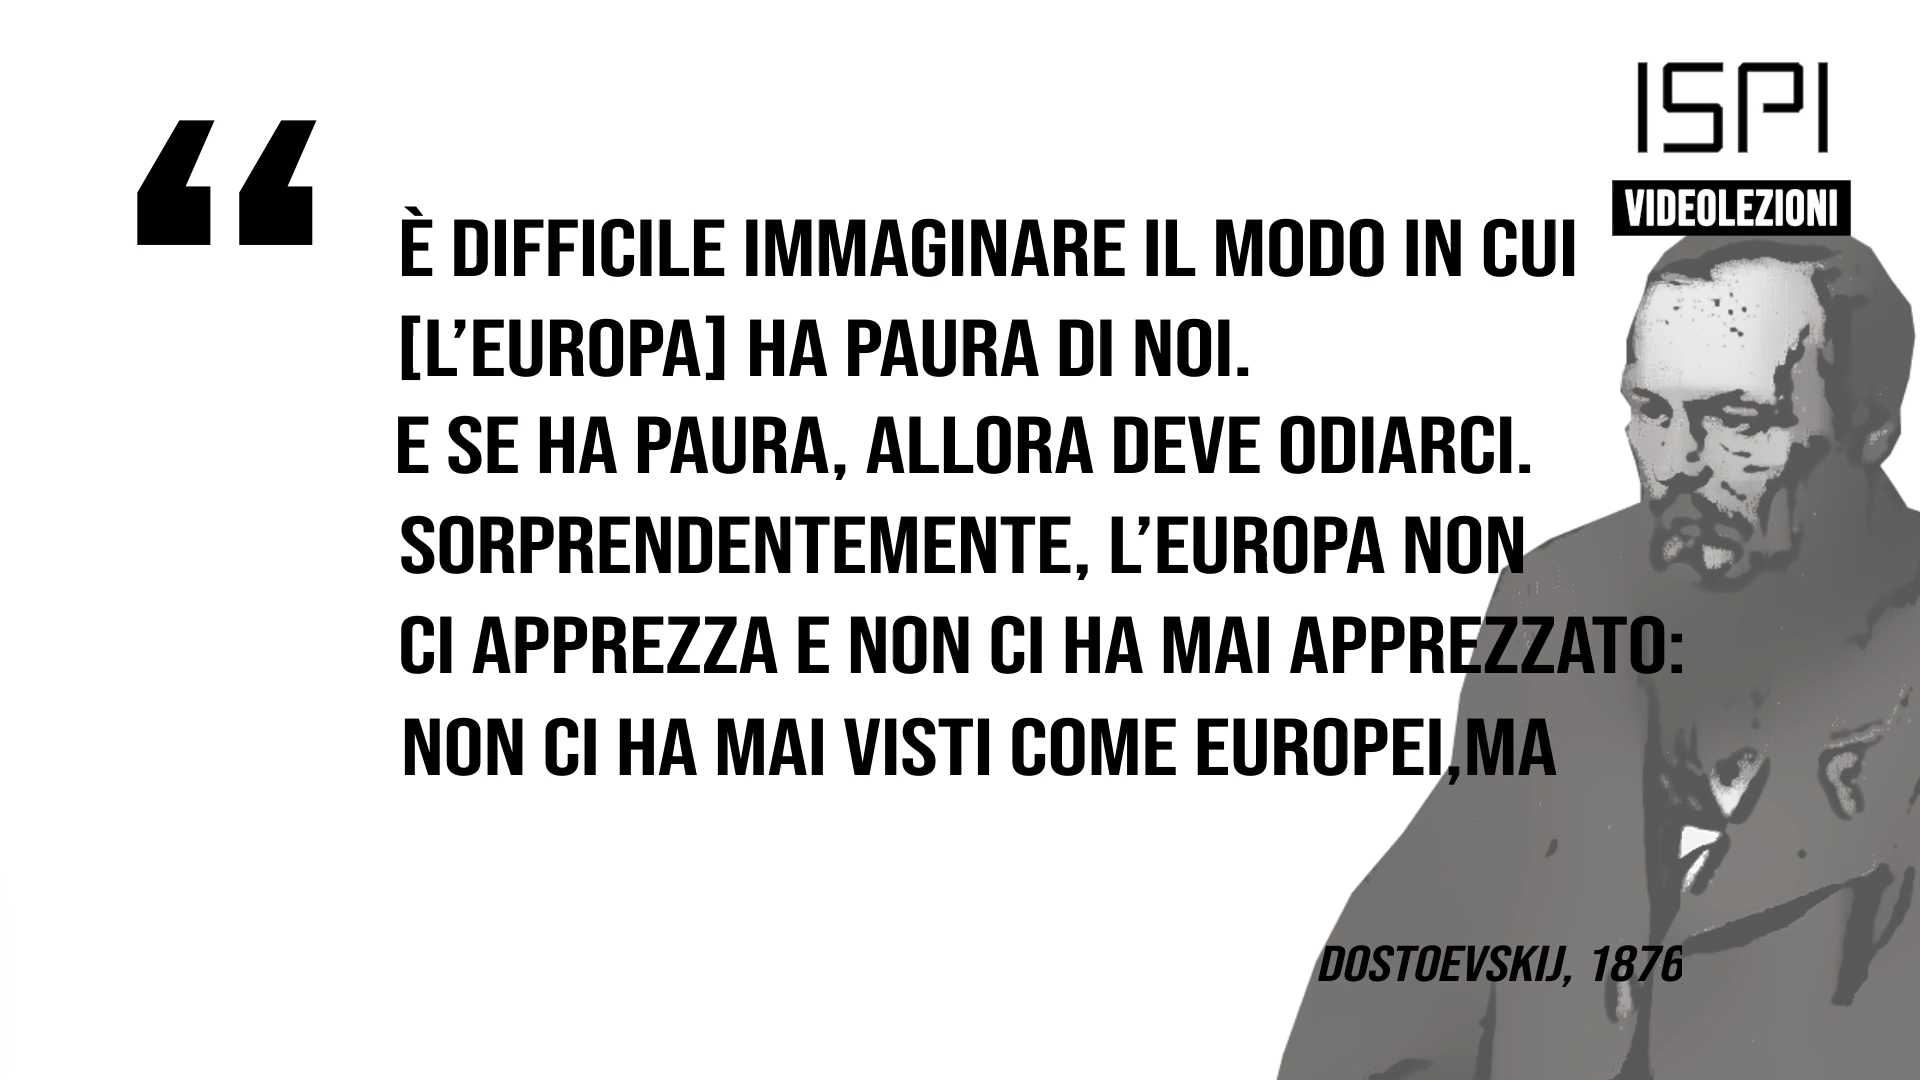 ISPI
VIDEOLEZIONI
“
È DIFFICILE IMMAGINARE IL MODO IN CUI
[L’EUROPA] HA PAURA DI NOI.
E SE HA PAURA, ALLORA DEVE ODIARCI.
SORPRENDENTEMENTE, L’EUROPA NON
CI APPREZZA E NON CI HA MAI APPREZZATO:
NON CI HA MAI VISTI COME EUROPEI,MA
DOSTOEVSKIJ, 1876